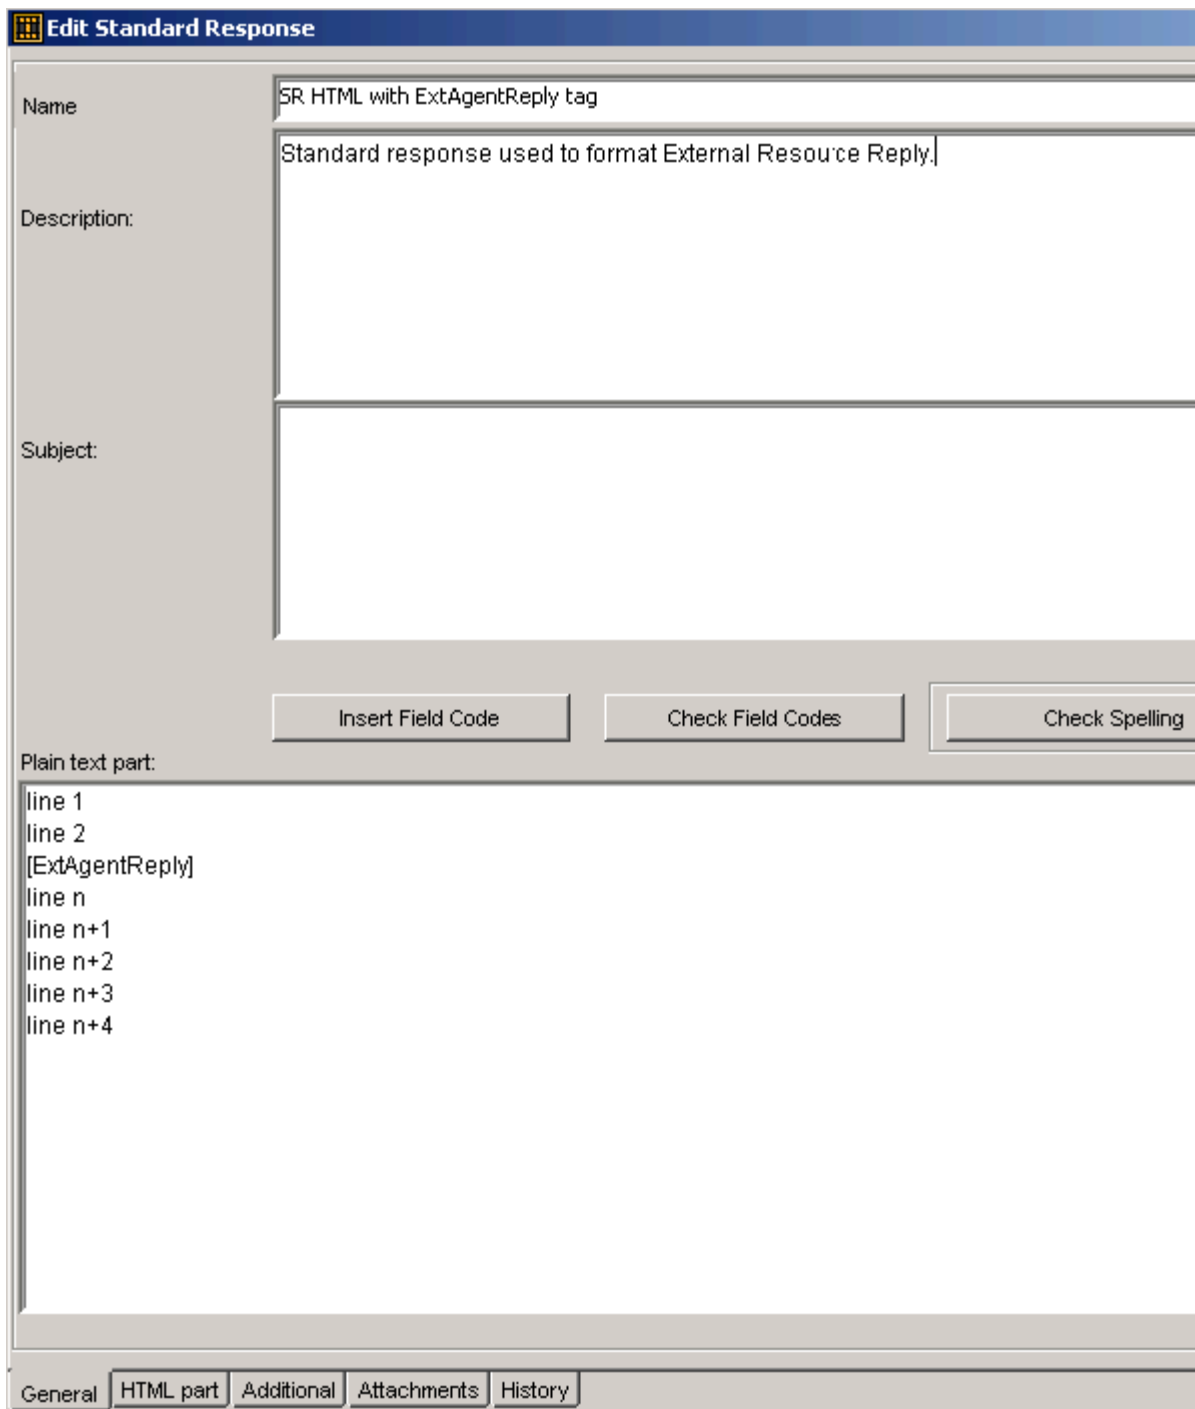 Edit Standard Response
Name
SR HTML with ExtAgentReply tag
Standard response used to format External Resource Reply.
Description:
Subject:
Insert Field Code
Check Field Codes
Check Spelling
Plain text part:
line 1
line 2
[ExtAgentReply]
line n
line n+1
line n+2
line n+3
line n+4
General
HTML part
Additional
Attachments
History